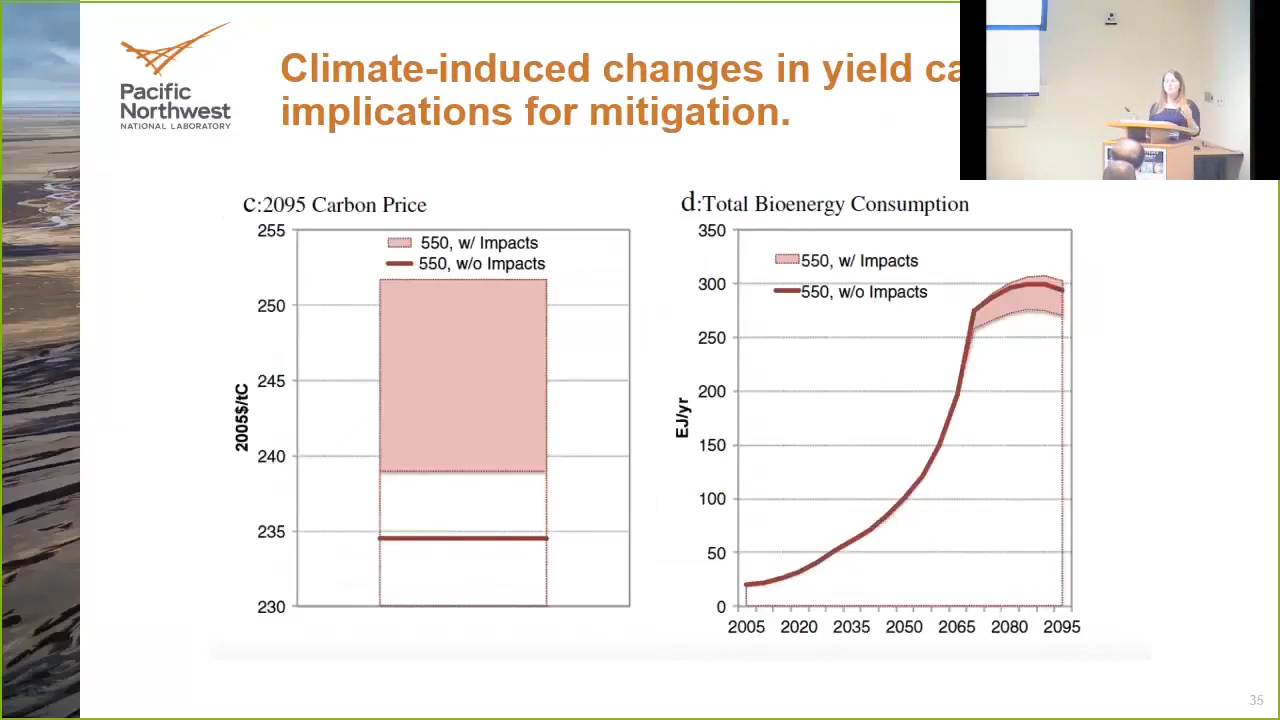 Pacific
Northwest
NATIONAL LABORATORY
Climate-induced changes in yield
implications for mitigation.
c:2095 Carbon Price
255
250
245
240
235
230
2005$/tC
550, w/ Impacts
550, w/o Impacts
d:Total Bioenergy Consumption
350
300
250
200
150
100
50
0
EJ/yr
550, w/ Impacts
550, w/o Impacts
2005 2020 2035 2050 2065 2080 2095
35